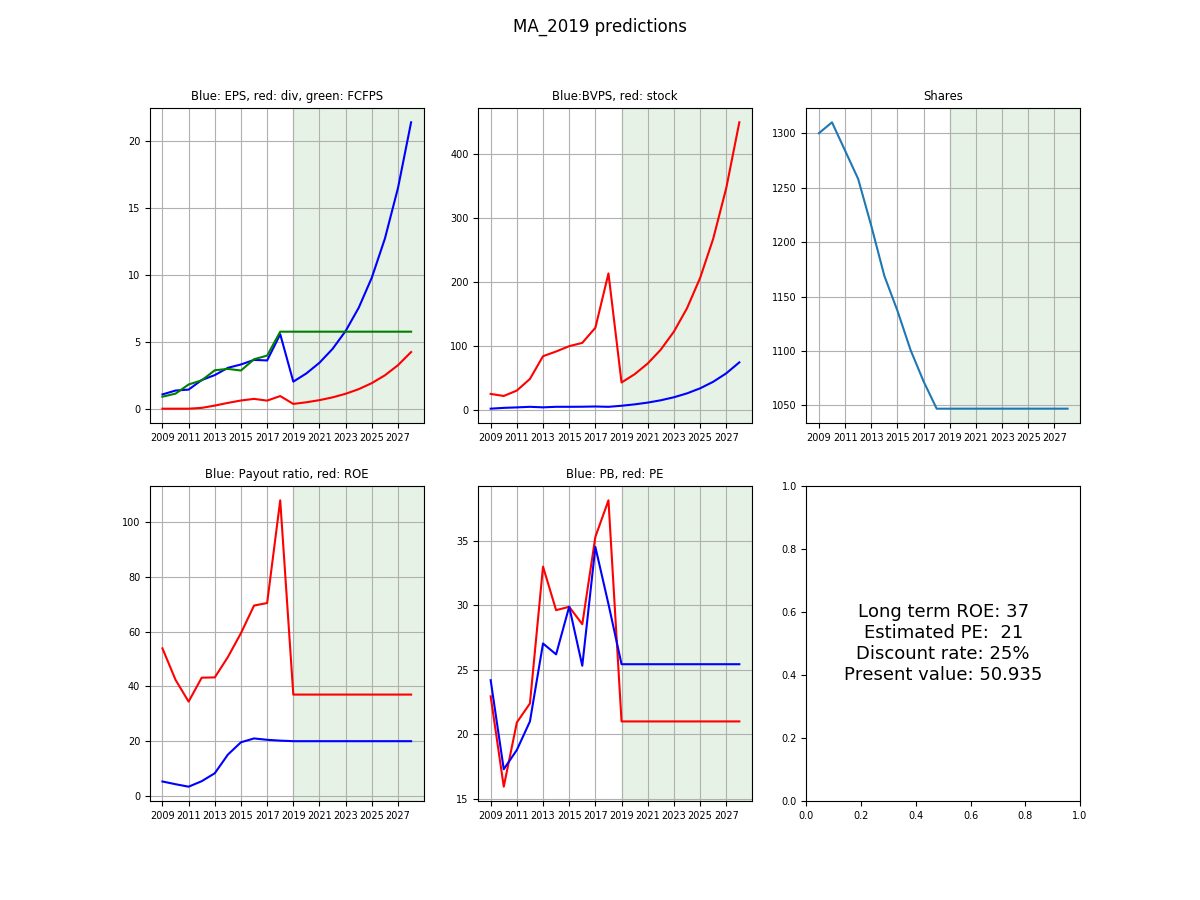 MA_2019 predictions
Blue: EPS, red: div, green: FCFPS
20
15
10
5
0
2009 2011 2013 2015 2017 2019 2021 2023 2025 2027
Blue:BVPS, red: stock
400
300
200
100
0
2009 2011 2013 2015 2017 2019 2021 2023 2025 2027
Shares
1300
1250
1200
1150
1100
1050
2009 2011 2013 2015 2017 2019 2021 2023 2025 2027
Blue: Payout ratio, red: ROE
100
80
60
40
20
0
2009 2011 2013 2015 2017 2019 2021 2023 2025 2027
Blue: PB, red: PE
35
30
25
20
15
2009 2011 2013 2015 2017 2019 2021 2023 2025 2027
1.0
0.8
0.6
0.4
0.2
0.0
Long term ROE: 37
Estimated PE:  21
Discount rate: 25%
Present value: 50.935
0.0 0.2 0.4 0.6 0.8 1.0